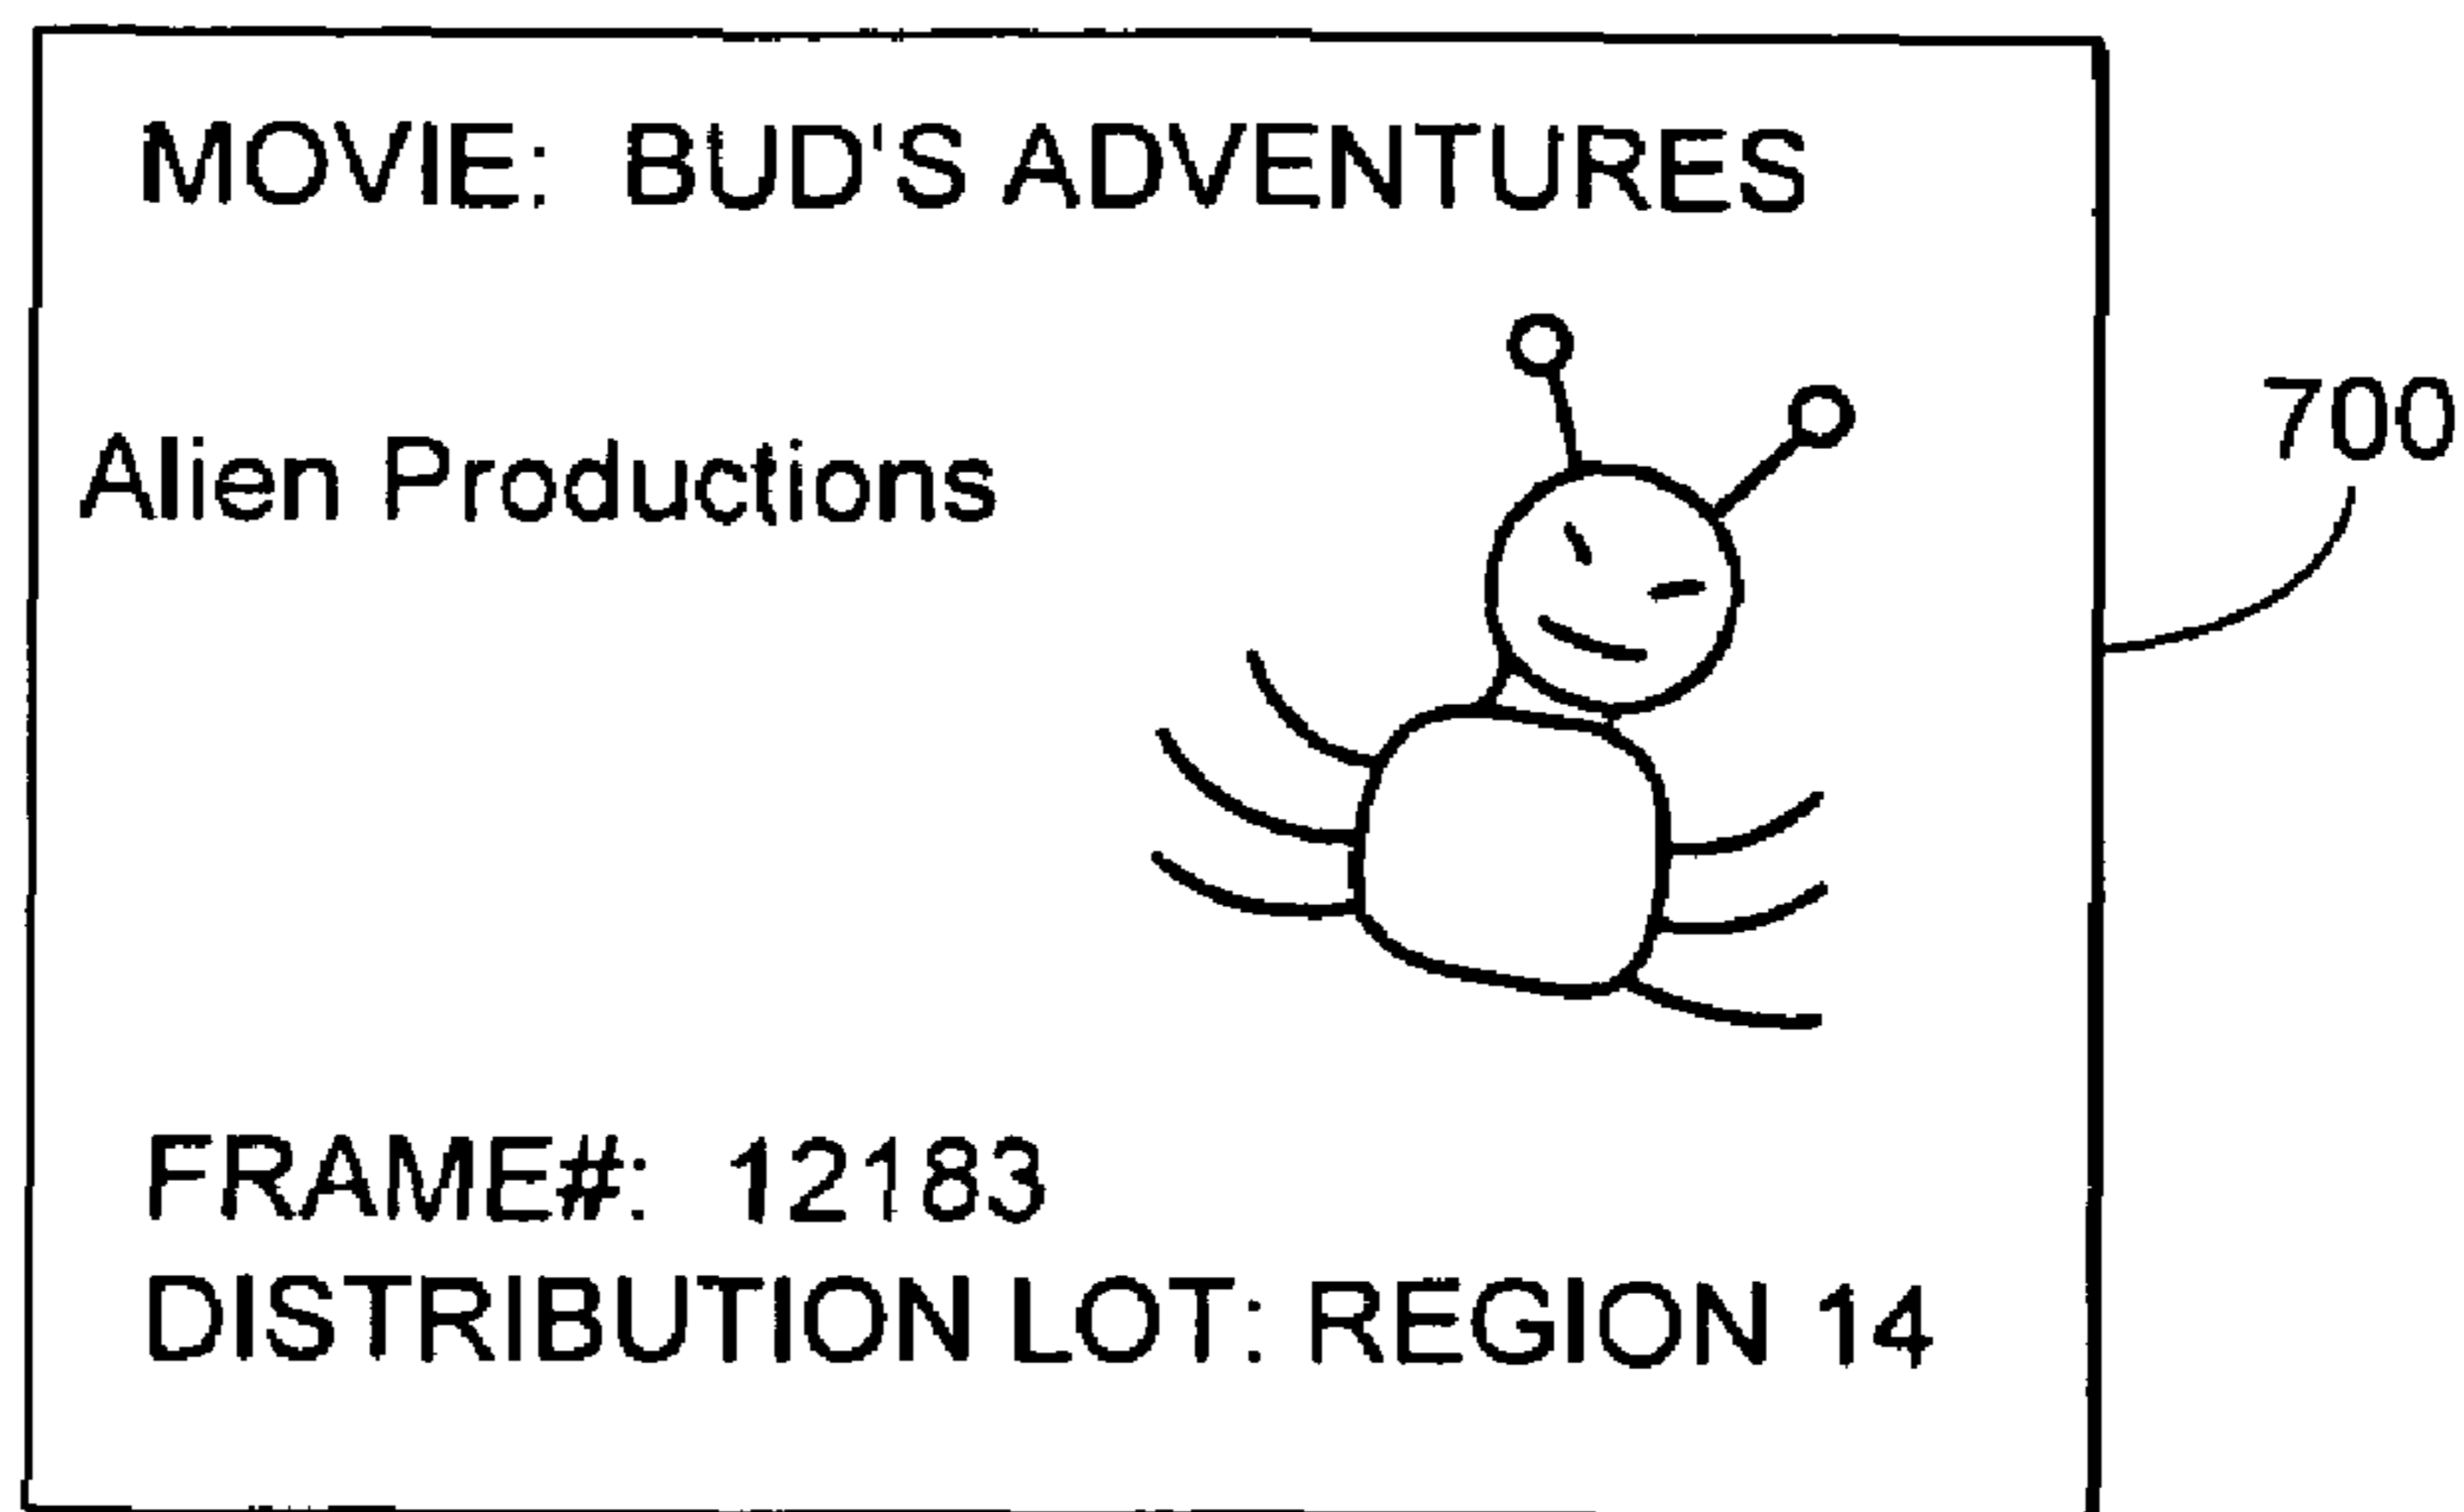 MOVIE: BUD'S ADVENTURES
Alien Productions
700
FRAME#: 12183
DISTRIBUTION LOT: REGION 14